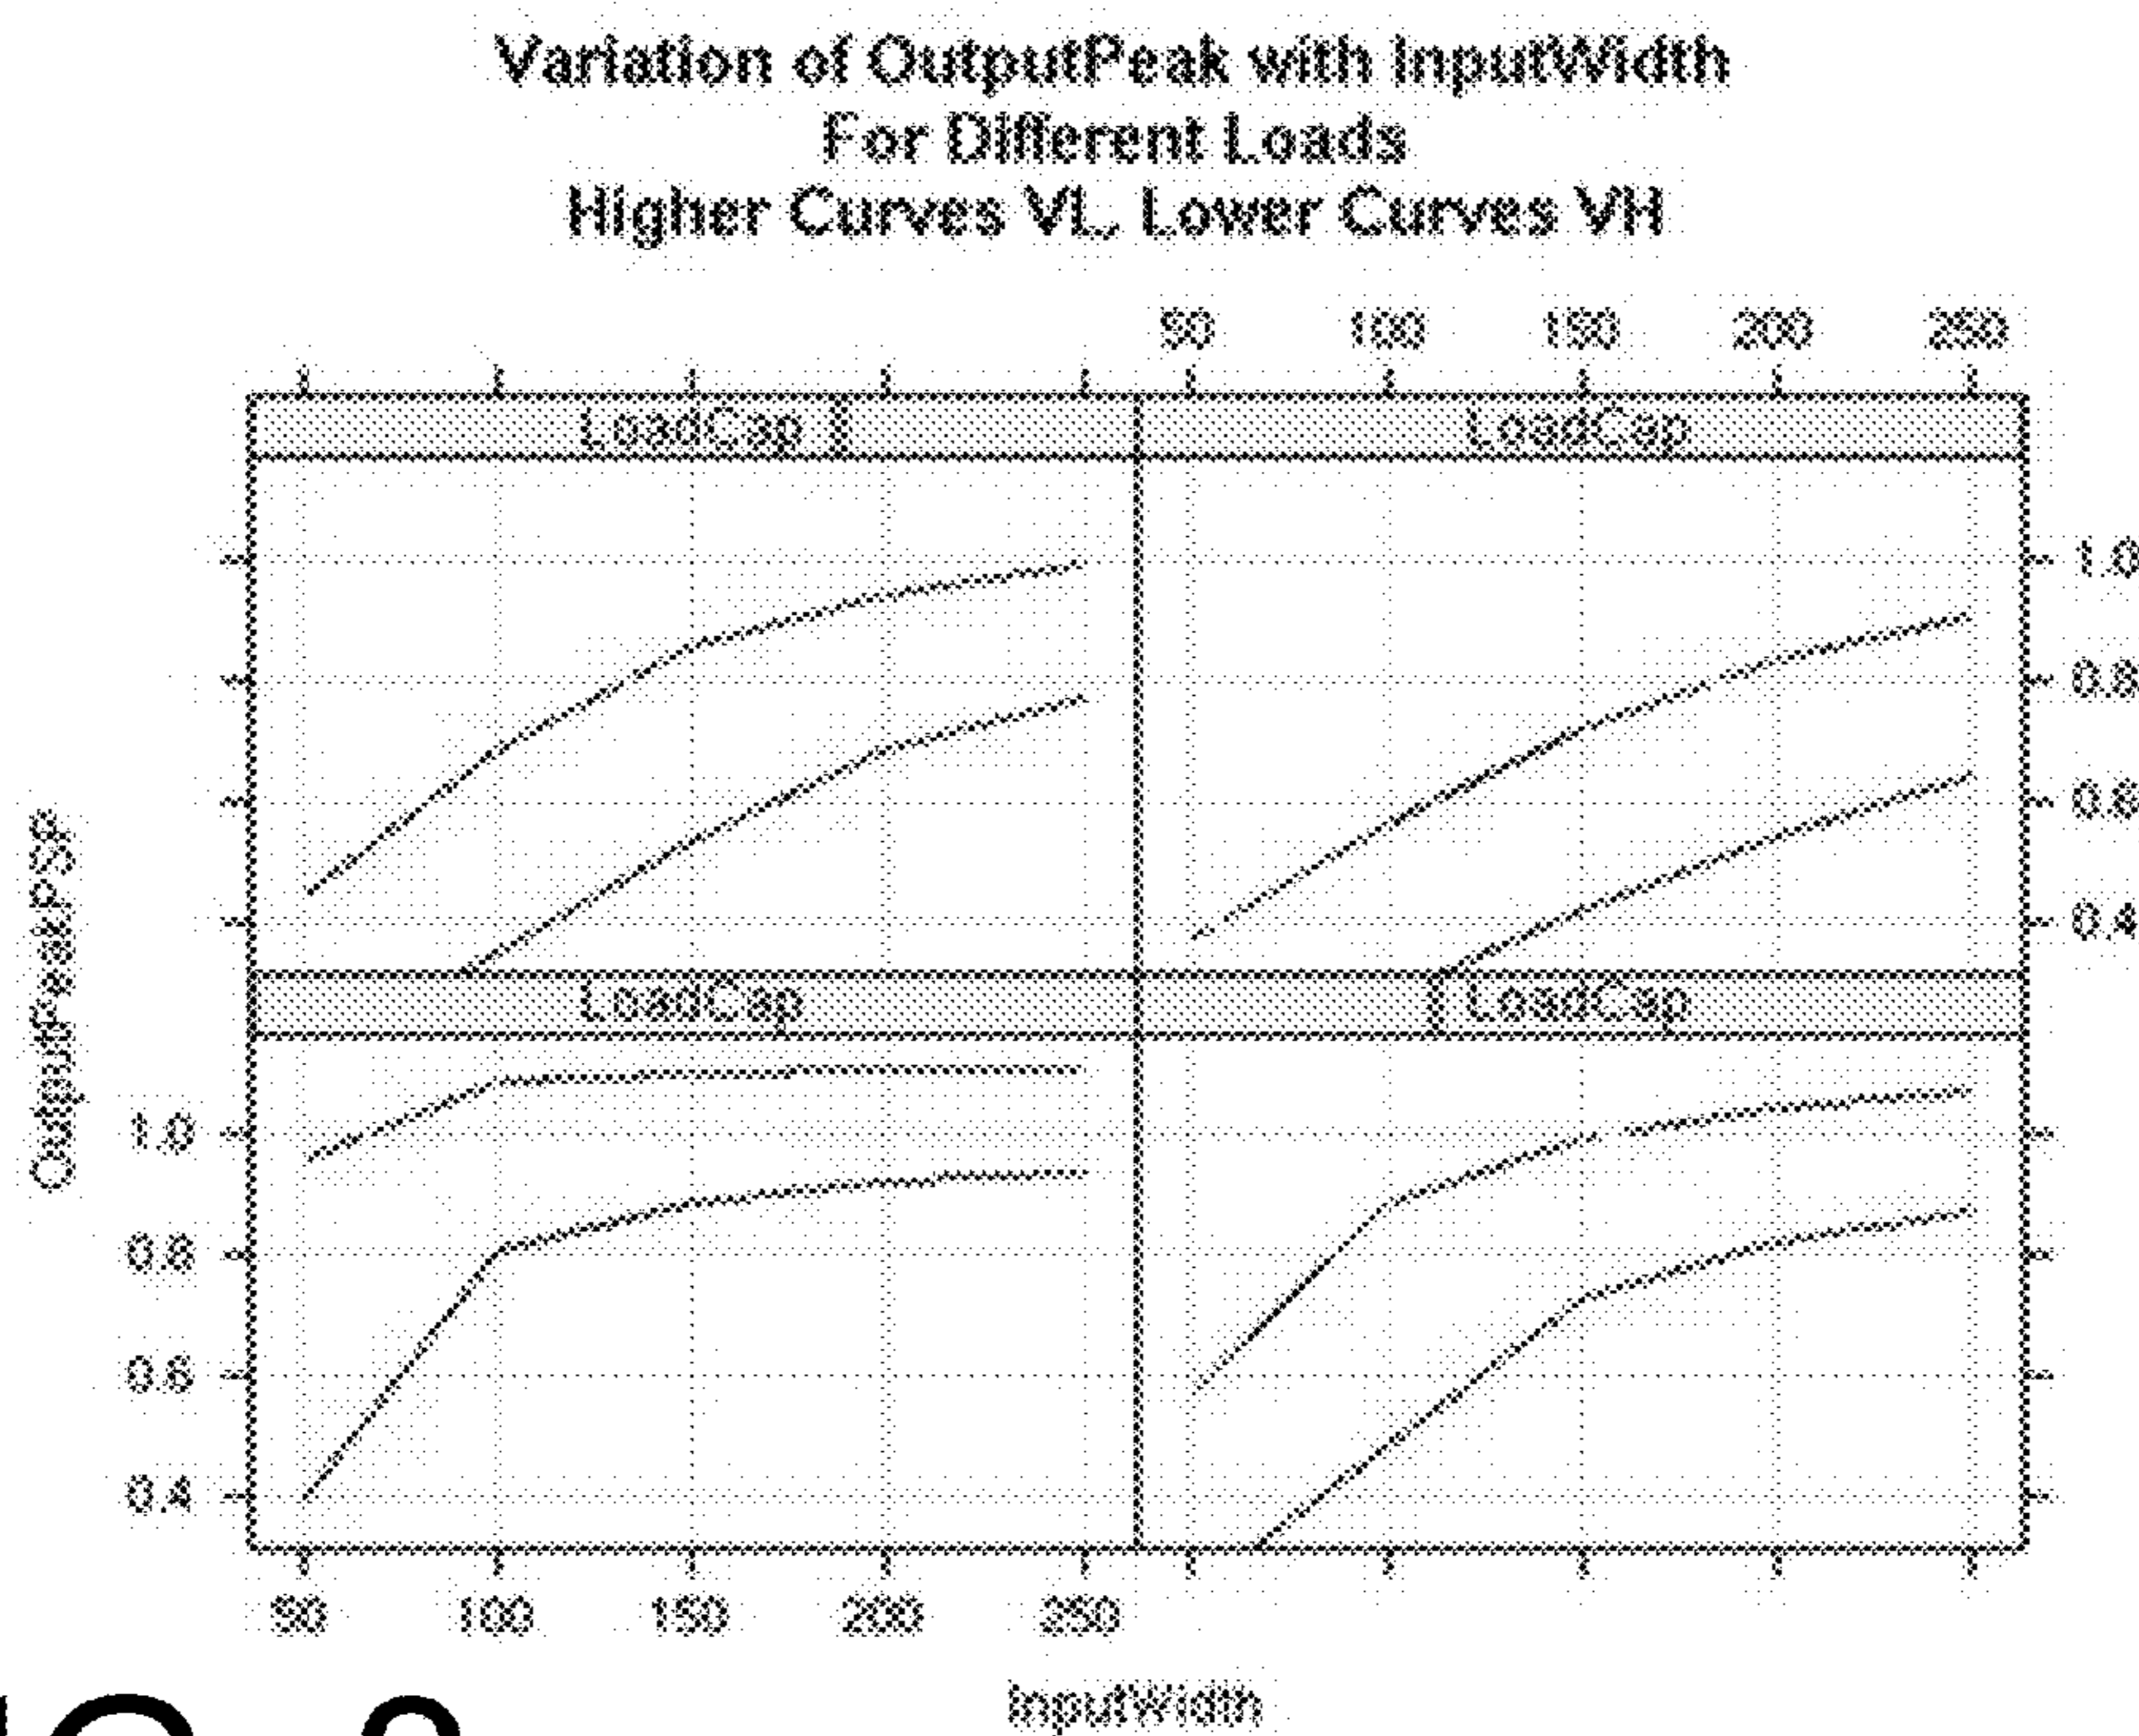 Variation of OutputPeak with InputWidth
For Different Loads
Higher Curves VL, Lower Curves VH
50 100 150 200 250
LoadCap LoadCap
1.0
0.8
0.6
0.4
LoadCap LoadCap
OutputPeakPSP
1.0
0.8
0.6
0.4
50 100 150 200 250
InputWidth